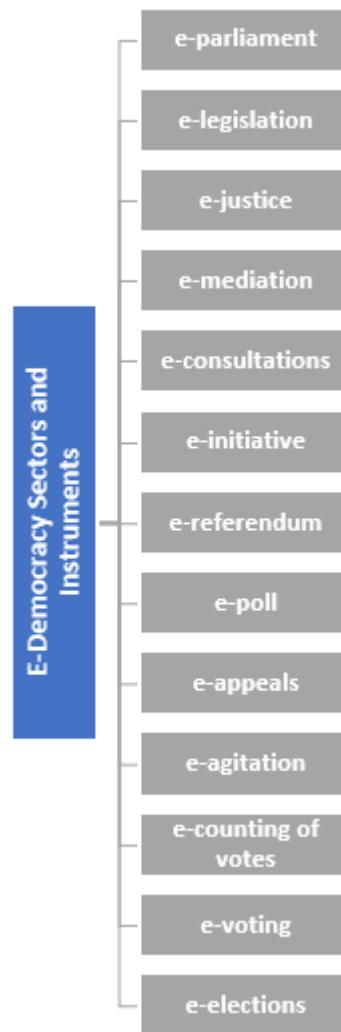 E-Democracy Sectors and
Instruments
e-parliament
e-legislation
e-justice
e-mediation
e-consultations
e-initiative
e-referendum
e-poll
e-appeals
e-agitation
e-counting of
votes
e-voting
e-elections